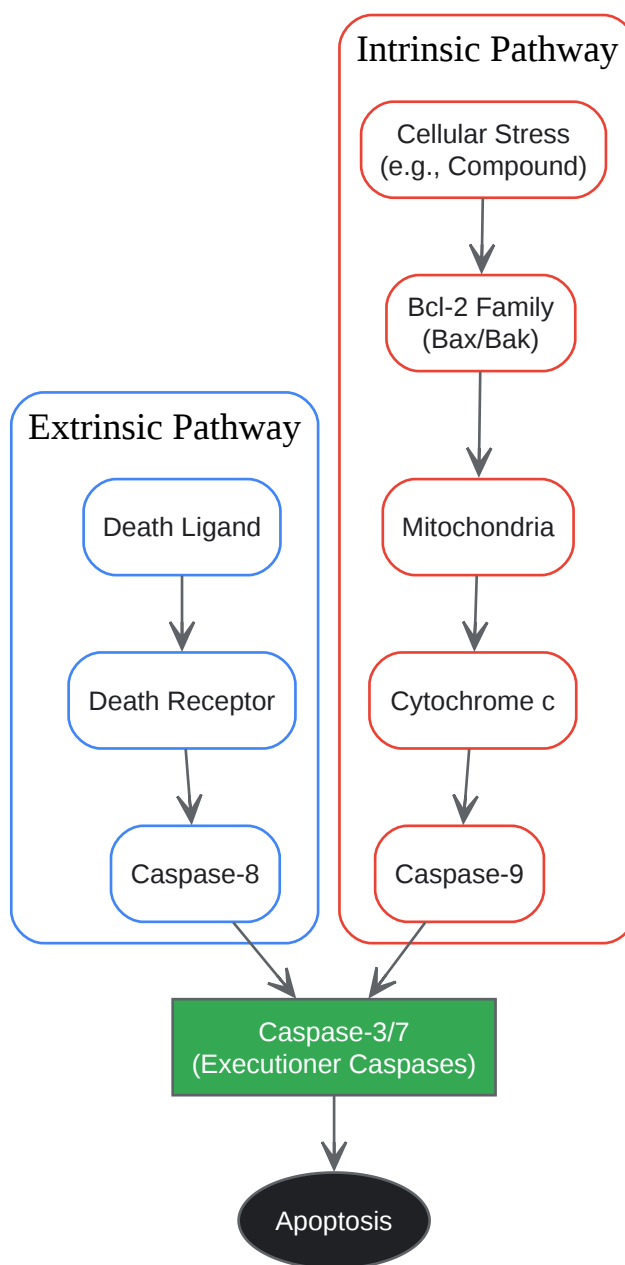 Intrinsic Pathway
Cellular Stress
(e.g., Compound)
Bcl-2 Family
(Bax/Bak)
Mitochondria
Cytochrome c
Caspase-9
Extrinsic Pathway
Death Ligand
Death Receptor
Caspase-8
Caspase-3/7
(Executioner Caspases)
Apoptosis